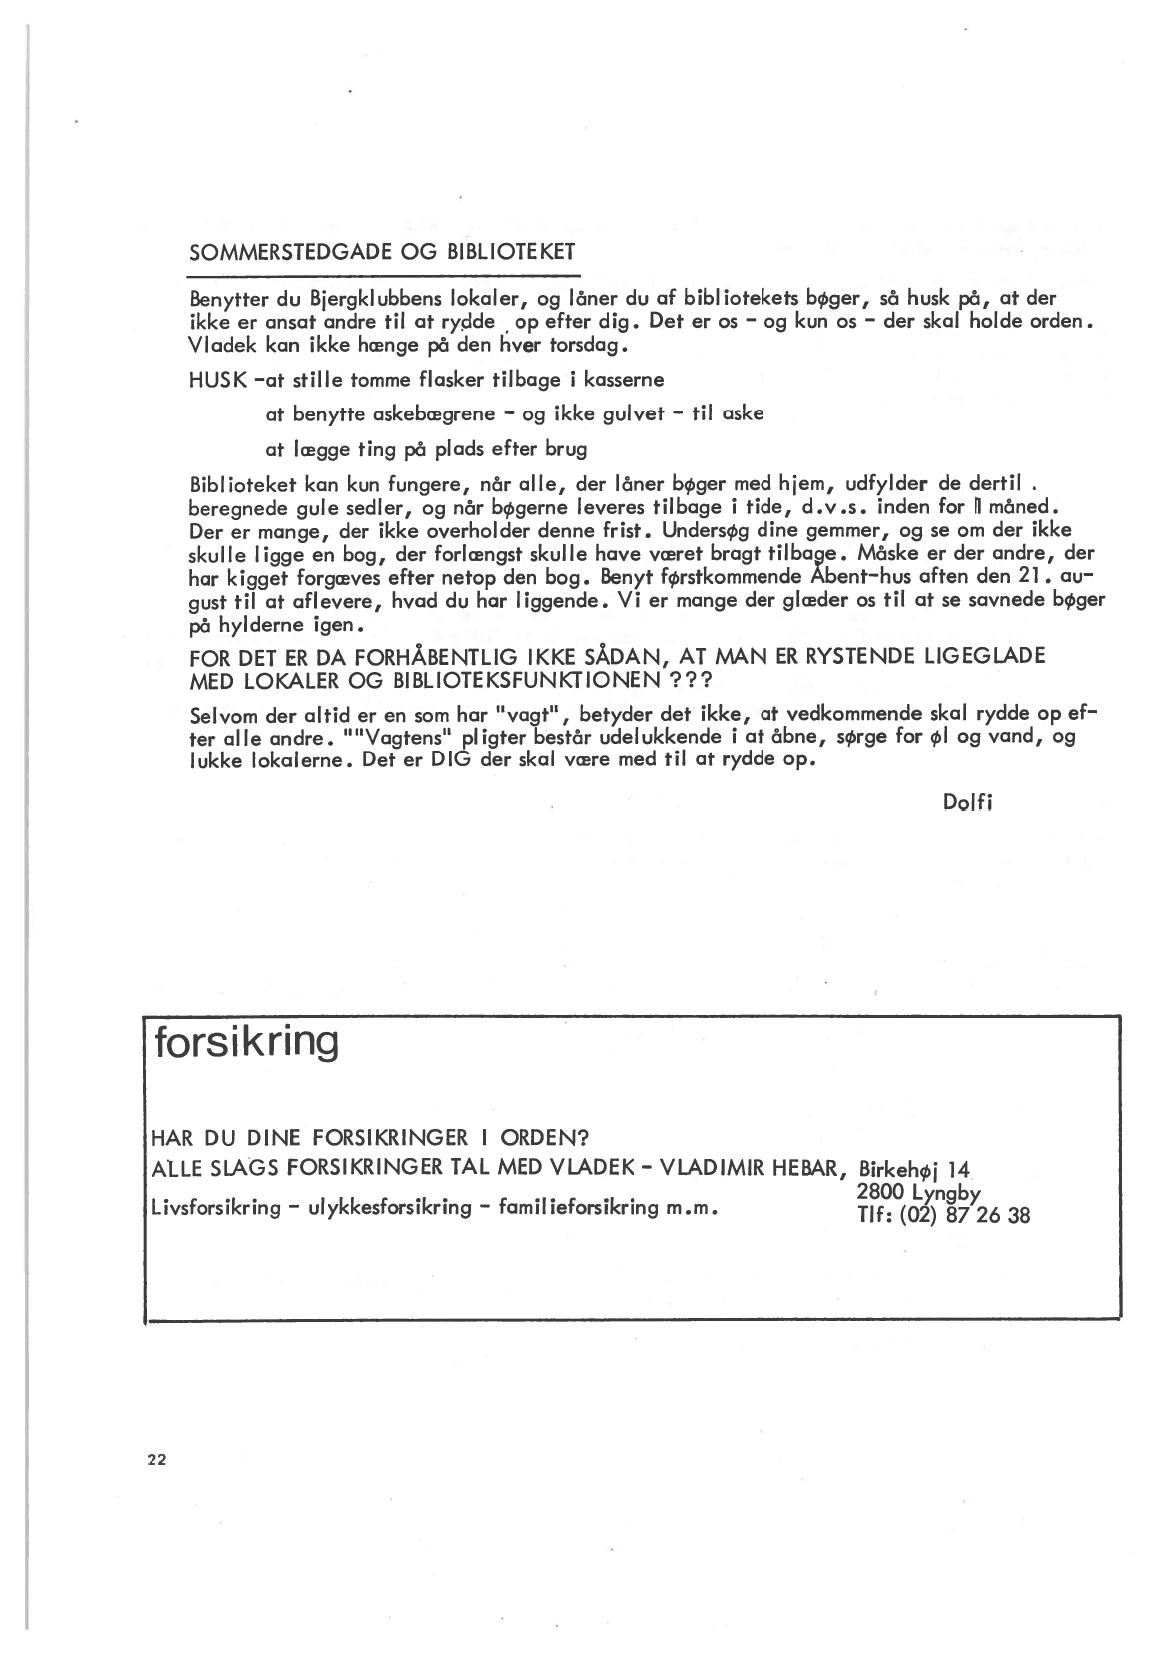 SOMMERSTEDGADE OG BIBLIOTEKET
Benytter du Bjergklubbens lokaler, og låner du af bibliotekets bøger, så husk på, at der
ikke er ansat andre til at rydde op efter dig. Det er os - og kun os - der skal holde orden.
Vladek kan ikke hænge på den hver torsdag.
HUSK -at stille tomme flasker tilbage i kasserne
at benytte askebægrene - og ikke gulvet - til aske
at lægge ting på plads efter brug
Biblioteket kan kun fungere, når alle, der låner bøger med hjem, udfylder de dertil .
beregnede gule sedler, og når bøgerne leveres tilbage i tide, d.v.s. inden for 1 måned.
Der er mange, der ikke overholder denne frist. Undersøg dine gemmer, og se om der ikke
skulle ligge en bog, der forlængst skulle have været bragt tilbage. Måske er der andre, der
har kigget forgæves efter netop den bog. Benyt førstkommende Åbent-hus aften den 21. au-
gust til at aflevere, hvad du har liggende. Vi er mange der glæder os til at se savnede bøger
på hylderne igen.
FOR DET ER DA FORHÅBENTLIG IKKE SÅDAN, AT MAN ER RYSTENDE LIGEGLADE
MED LOKALER OG BIBLIOTEKSFUNKTIONEN ???
Selvom der altid er en som har "vagt", betyder det ikke, at vedkommende skal rydde op ef-
ter alle andre. ""Vagtens" pligter består udelukkende i at åbne, sørge for øl og vand, og
lukke lokalerne. Det er DIG der skal være med til at rydde op.
Dolfi
forsikring
HAR DU DINE FORSIKRINGER I ORDEN?
ALLE SLAGS FORSIKRINGER TAL MED VLADEK - VLADIMIR HEBAR, Birkehøj 14
2800 Lyngby
Livsforsikring - ulykkesforsikring - familieforsikring m.m.
Tlf: (02) 87 26 38
22